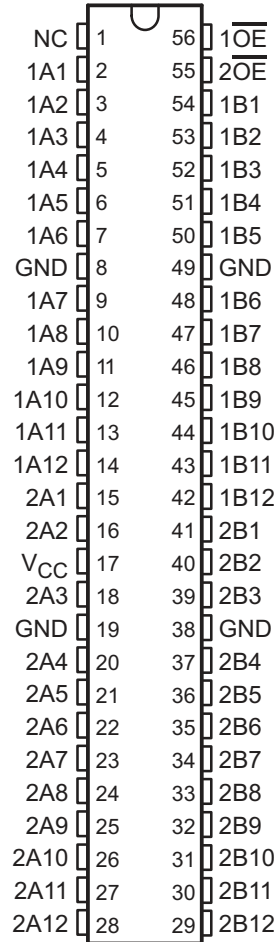 NC 1 56 1O̅E̅
1A1 2 55 2O̅E̅
1A2 3 54 1B1
1A3 4 53 1B2
1A4 5 52 1B3
1A5 6 51 1B4
1A6 7 50 1B5
GND 8 49 GND
1A7 9 48 1B6
1A8 10 47 1B7
1A9 11 46 1B8
1A10 12 45 1B9
1A11 13 44 1B10
1A12 14 43 1B11
2A1 15 42 1B12
2A2 16 41 2B1
VCC 17 40 2B2
2A3 18 39 2B3
GND 19 38 GND
2A4 20 37 2B4
2A5 21 36 2B5
2A6 22 35 2B6
2A7 23 34 2B7
2A8 24 33 2B8
2A9 25 32 2B9
2A10 26 31 2B10
2A11 27 30 2B11
2A12 28 29 2B12